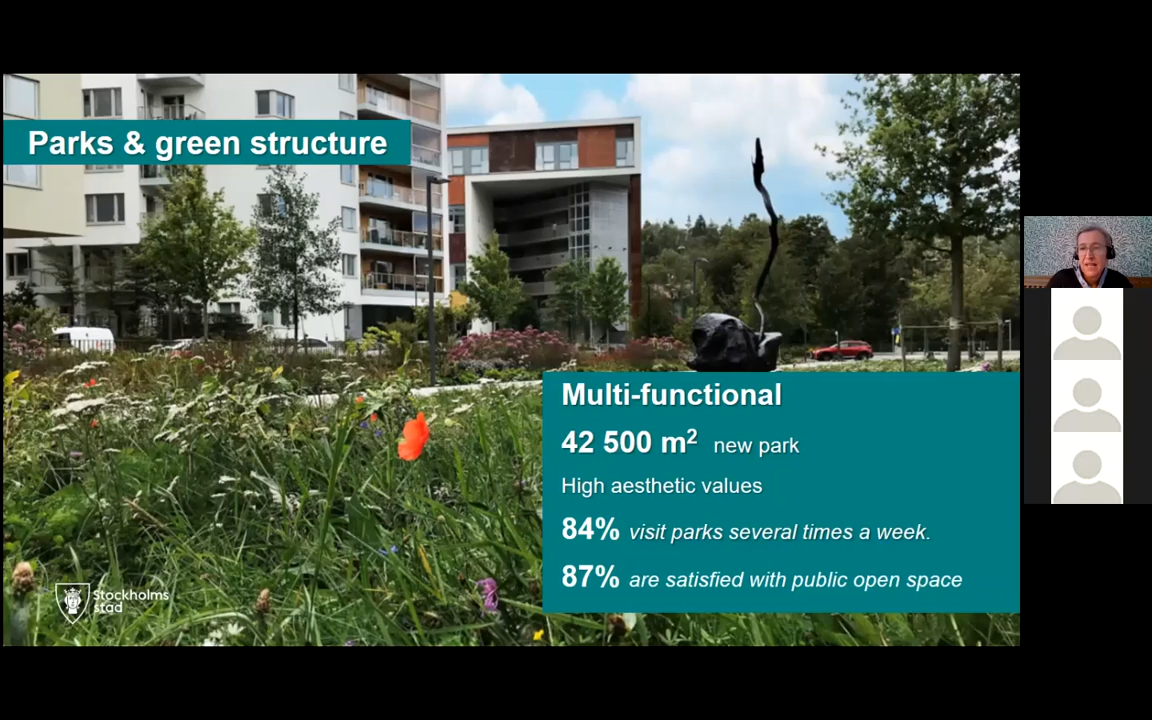 Parks & green structure
Multi-functional
42 500 m² new park
High aesthetic values
84% visit parks several times a week.
87% are satisfied with public open space
Stockholms
stad